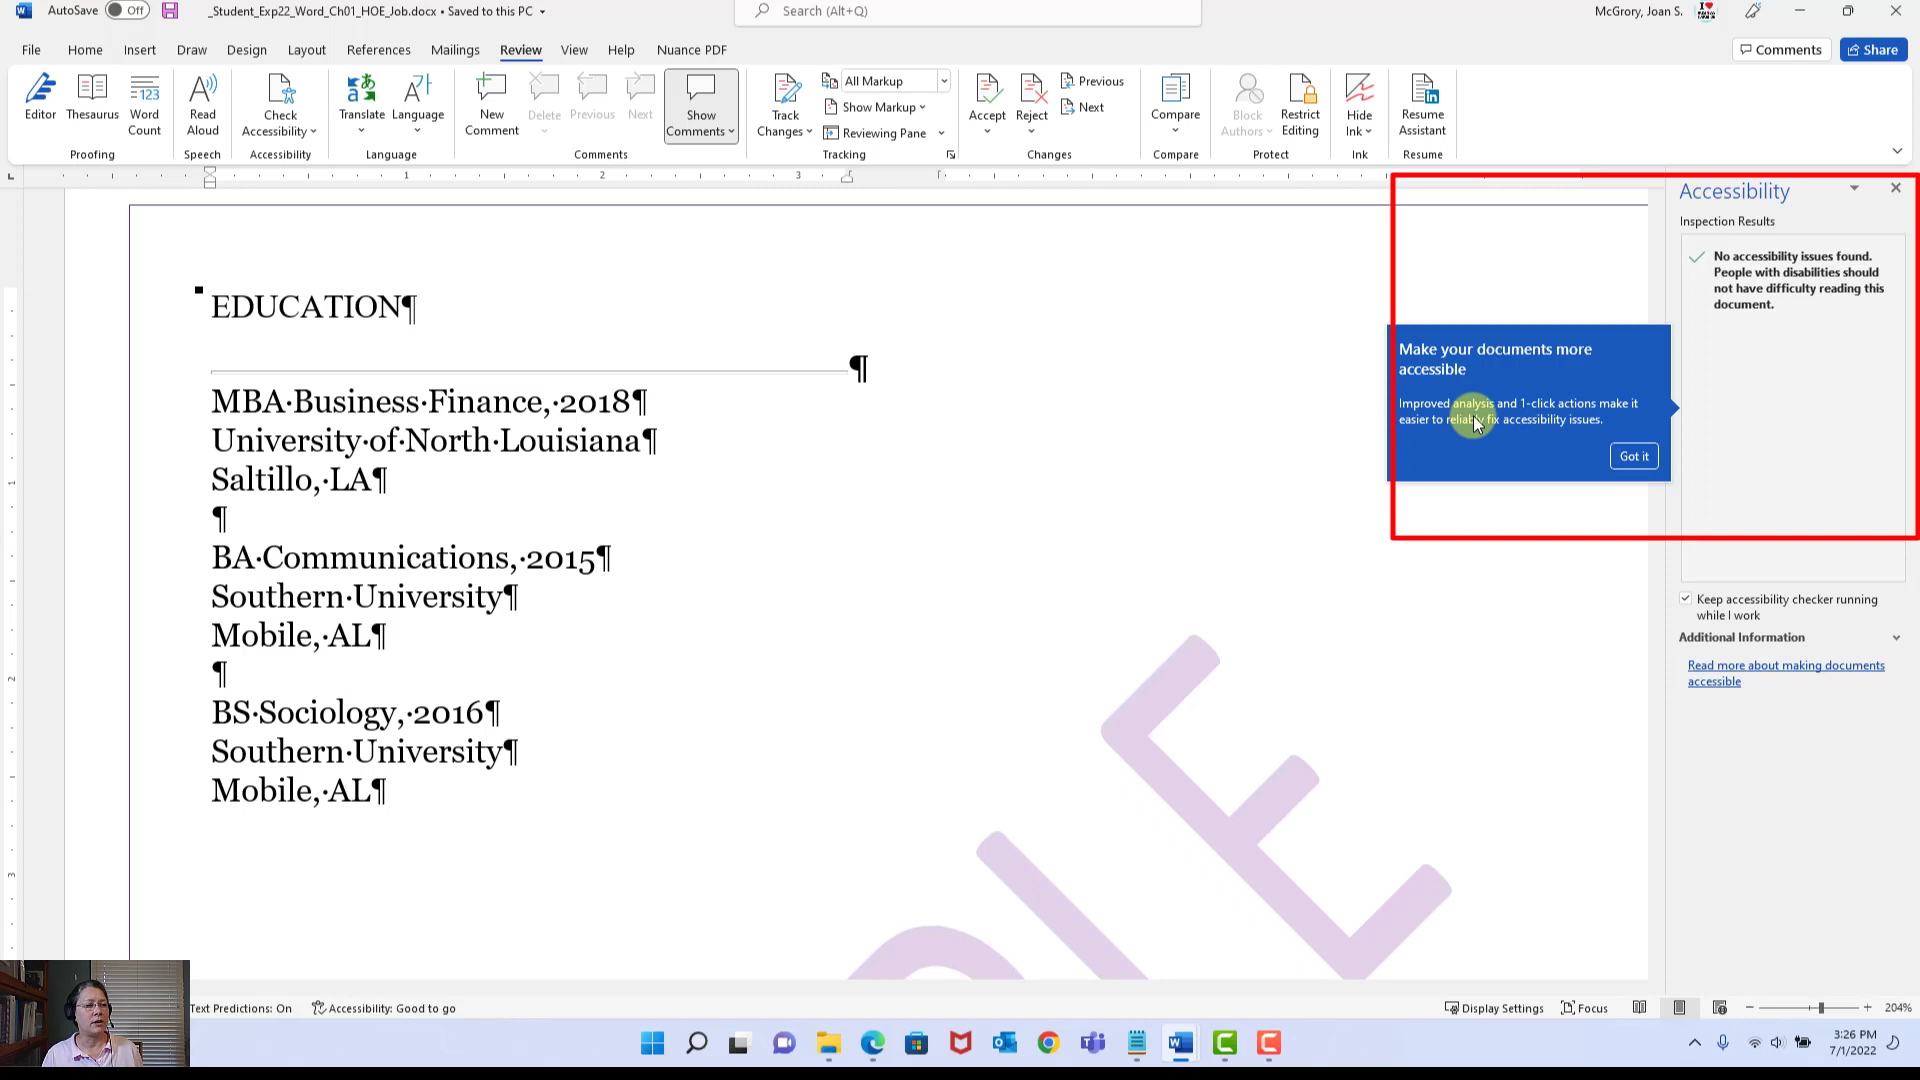 AutoSave Off _Student_Exp22_Word_Ch01_HOE_Job.docx • Saved to this PC Search (Alt+Q) McGrory, Joan S.
File Home Insert Draw Design Layout References Mailings Review View Help Nuance PDF Comments Share
Editor Thesaurus Word Count
Proofing
Read Aloud
Speech
Check Accessibility
Accessibility
Translate Language
Language
New Comment Delete Previous Next Show Comments
Comments
Track Changes All Markup
Show Markup
Reviewing Pane
Tracking
Accept Reject Previous
Next
Changes
Compare
Compare
Block Authors Restrict Editing
Protect
Hide Ink
Ink
Resume Assistant
Resume
1 2 3
EDUCATION¶
¶
MBA·Business·Finance,·2018¶
University·of·North·Louisiana¶
Saltillo,·LA¶
¶
BA·Communications,·2015¶
Southern·University¶
Mobile,·AL¶
¶
BS·Sociology,·2016¶
Southern·University¶
Mobile,·AL¶
1
2
3
Make your documents more
accessible
Improved analysis and 1-click actions make it
easier to reliably fix accessibility issues.
Got it
Accessibility
Inspection Results
No accessibility issues found.
People with disabilities should
not have difficulty reading this
document.
Keep accessibility checker running
while I work
Additional Information
Read more about making documents
accessible
Text Predictions: On Accessibility: Good to go Display Settings Focus 204%
3:26 PM
7/1/2022